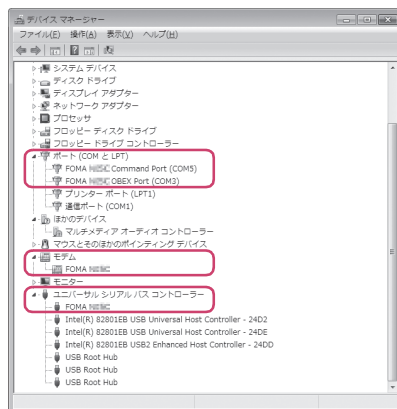 デバイス マネージャー
ファイル(F) 操作(A) 表示(V) ヘルプ(H)
システム デバイス
ディスク ドライブ
ディスプレイ アダプター
ネットワーク アダプター
プロセッサ
フロッピー ディスク ドライブ
フロッピー ドライブ コントローラー
ポート (COM と LPT)
FOMA Command Port (COM5)
FOMA OBEX Port (COM3)
プリンター ポート (LPT1)
通信ポート (COM1)
ほかのデバイス
マルチメディア オーディオ コントローラー
マウスとそのほかのポインティング デバイス
モデム
FOMA
モニター
ユニバーサル シリアル バス コントローラー
FOMA
Intel(R) 82801EB USB Universal Host Controller - 24D2
Intel(R) 82801EB USB Universal Host Controller - 24DE
Intel(R) 82801EB USB2 Enhanced Host Controller - 24DD
USB Root Hub
USB Root Hub
USB Root Hub